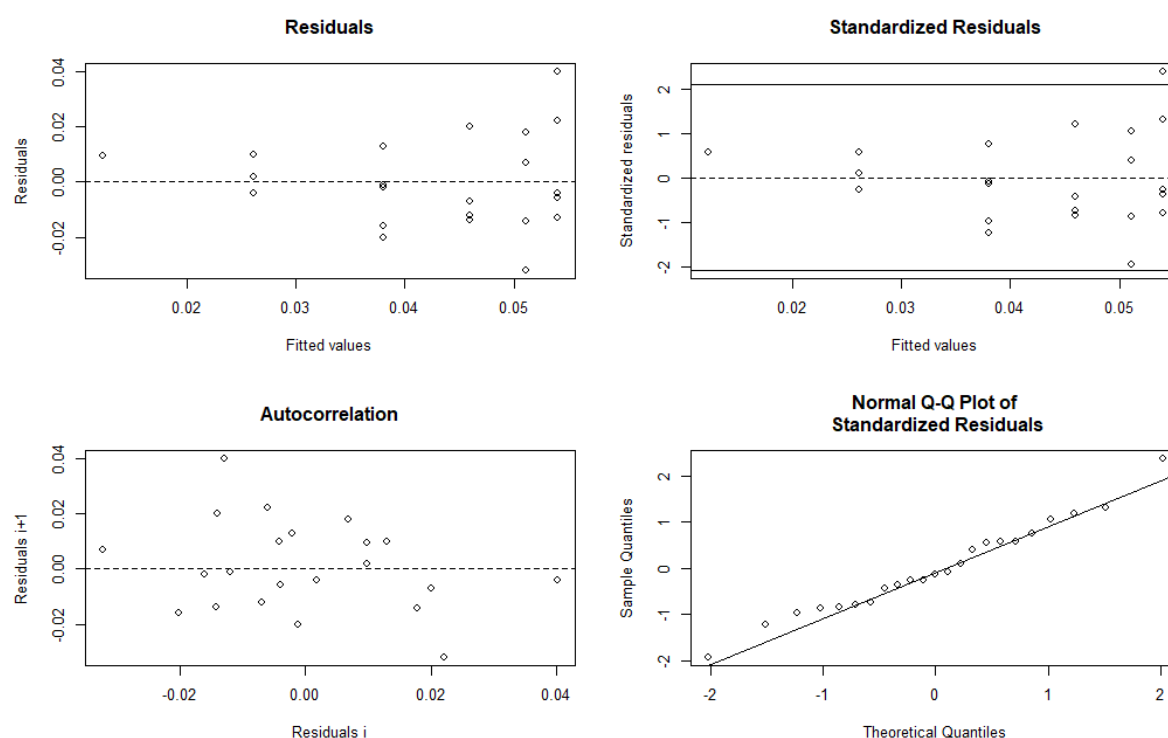 Residuals
Residuals
0.04
0.02
0.00
-0.02
0.02
0.03
0.04
0.05
Fitted values
Standardized Residuals
Standardized residuals
2
1
0
-1
-2
0.02
0.03
0.04
0.05
Fitted values
Autocorrelation
Residuals i+1
0.04
0.02
0.00
-0.02
-0.02
0.00
0.02
0.04
Residuals i
Normal Q-Q Plot of
Standardized Residuals
Sample Quantiles
2
1
0
-1
-2
-2
-1
0
1
2
Theoretical Quantiles